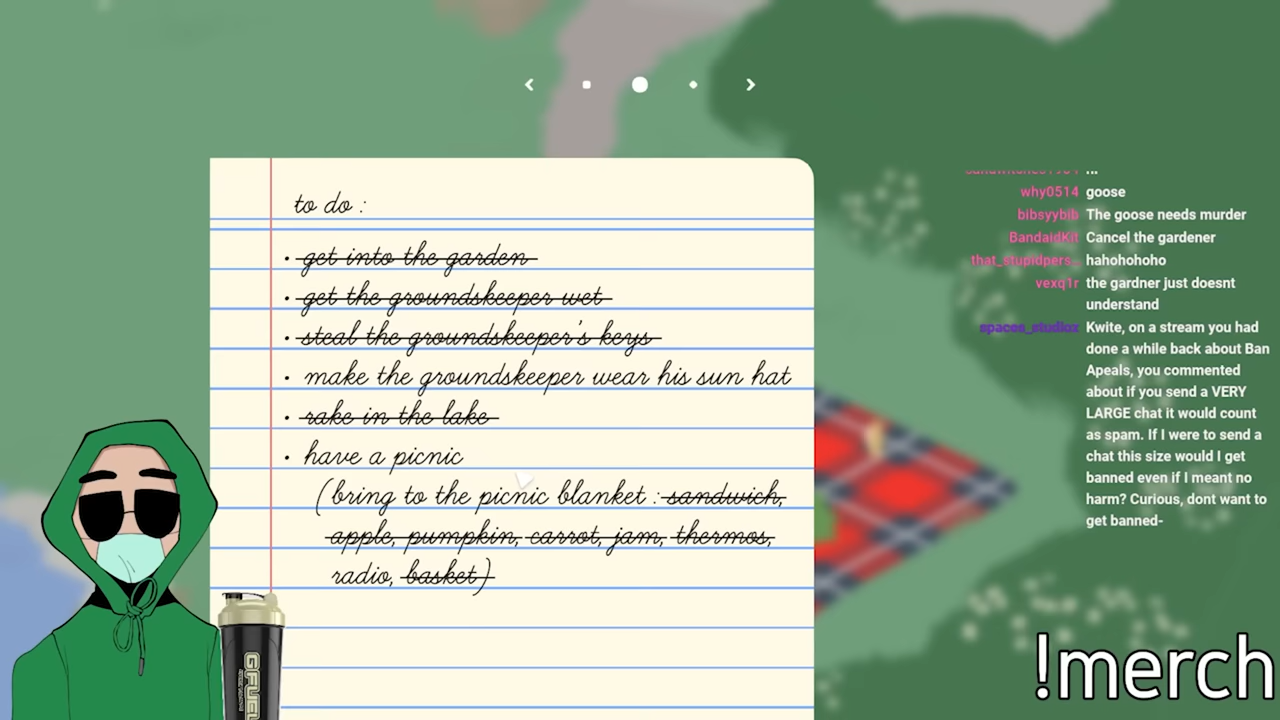 to do :
• get into the garden
• get the groundskeeper wet
• steal the groundskeeper's keys
• make the groundskeeper wear his sun hat
• rake in the lake
• have a picnic
(bring to the picnic blanket : sandwich,
apple, pumpkin, carrot, jam, thermos,
radio, basket)
why0514 goose
bibsyybib The goose needs murder
BandaidKit Cancel the gardener
that_stupidpers_ hahohohoho
vexq1r the gardner just doesnt
understand
spaces_studioz Kwite, on a stream you had
done a while back about Ban
Apeals, you commented
about if you send a VERY
LARGE chat it would count
as spam. If I were to send a
chat this size would I get
banned even if I meant no
harm? Curious, dont want to
get banned-
GFUEL
!merch